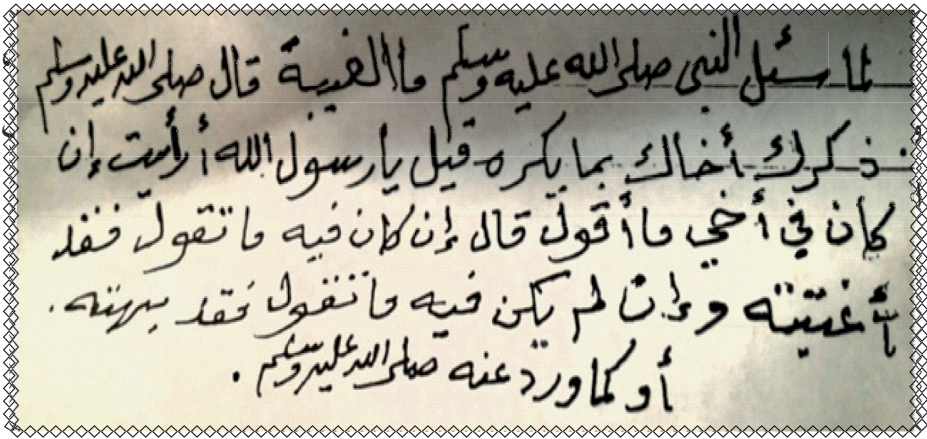 لما سئل النبي صلى الله عليه وسلم ما الغيبة قال صلى الله عليه وسلم
ذكرك أخاك بما يكره قيل يا رسول الله أرأيت إن
كان في أخي ما أقول قال إن كان فيه ما تقول فقد
أغتبته وإن لم يكن فيه ما تقول فقد بهته.
أو كما ورد عنه صلى الله عليه وسلم.